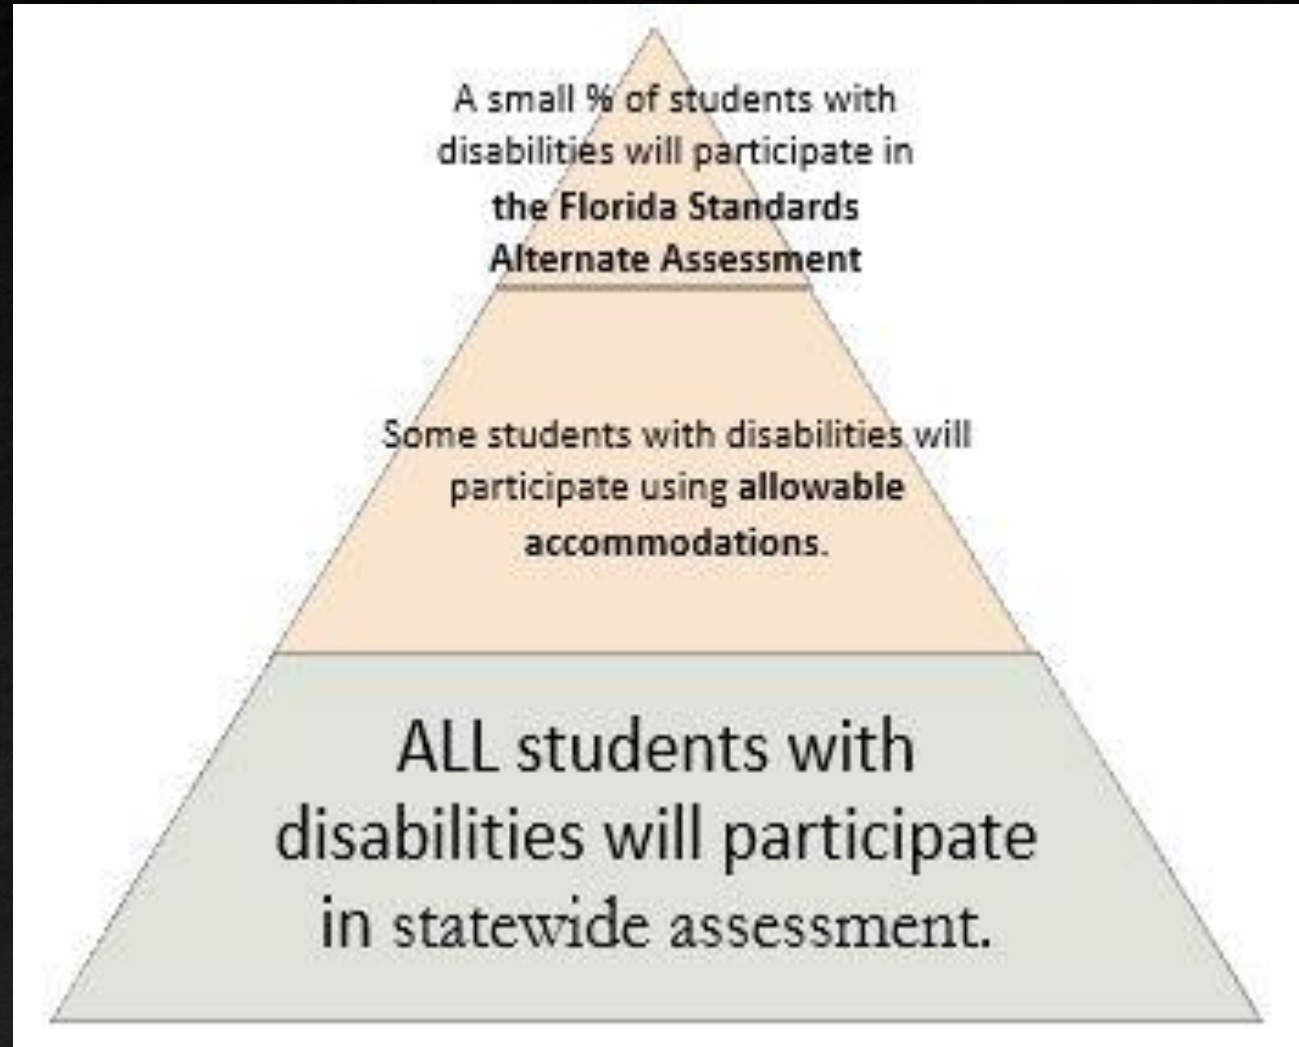 A small % of students with
disabilities will participate in
the Florida Standards
Alternate Assessment
Some students with disabilities will
participate using allowable
accommodations.
ALL students with
disabilities will participate
in statewide assessment.